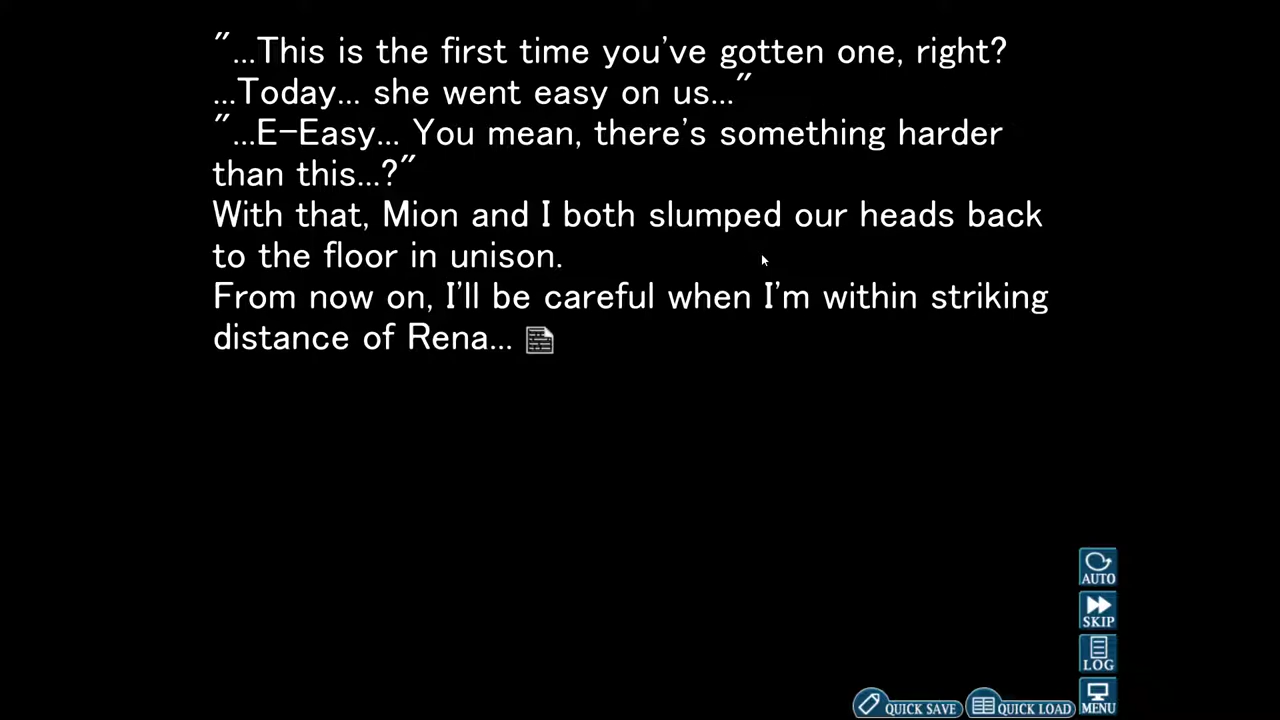 "...This is the first time you've gotten one, right?
...Today... she went easy on us..."
"...E-Easy... You mean, there's something harder
than this...?"
With that, Mion and I both slumped our heads back
to the floor in unison.
From now on, I'll be careful when I'm within striking
distance of Rena...
AUTO
SKIP
LOG
QUICK SAVE QUICK LOAD MENU